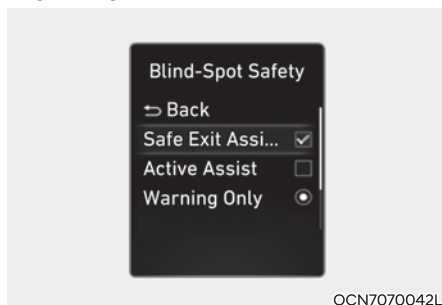 Blind-Spot Safety
Back
Safe Exit Assi...
Active Assist
Warning Only
OCN7070042L